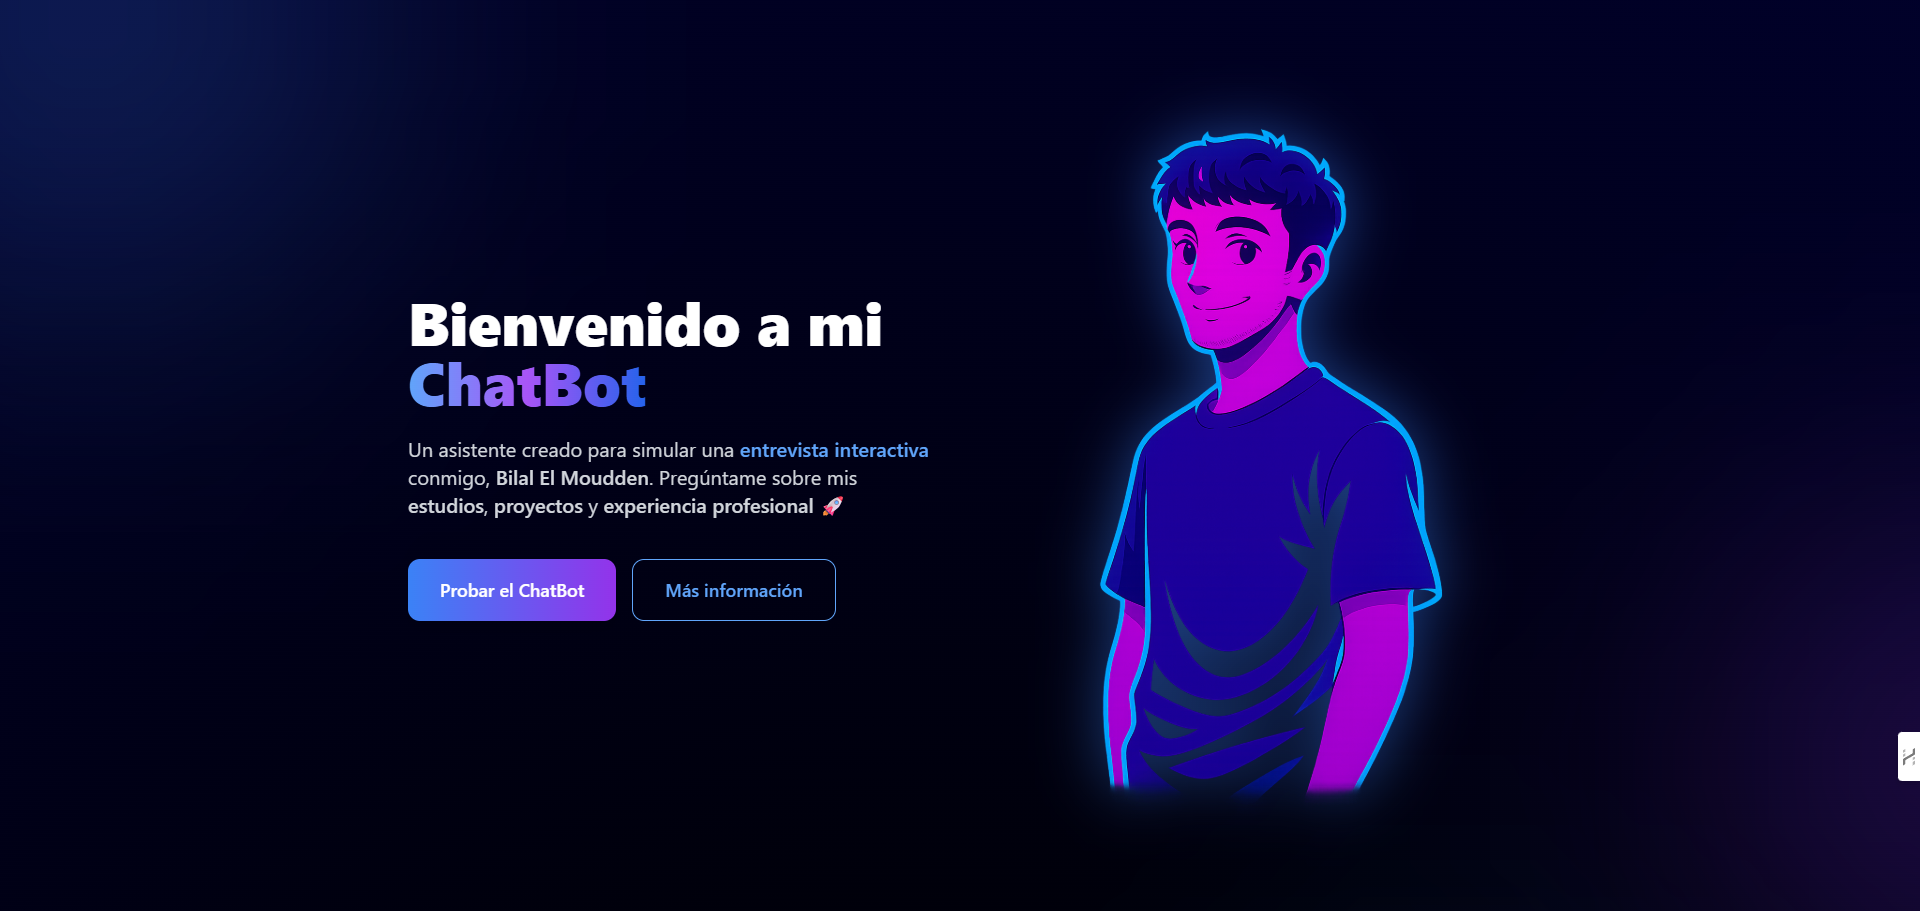 Bienvenido a mi
ChatBot
Un asistente creado para simular una entrevista interactiva
conmigo, Bilal El Moudden. Pregúntame sobre mis
estudios, proyectos y experiencia profesional 🚀
Probar el ChatBot
Más información